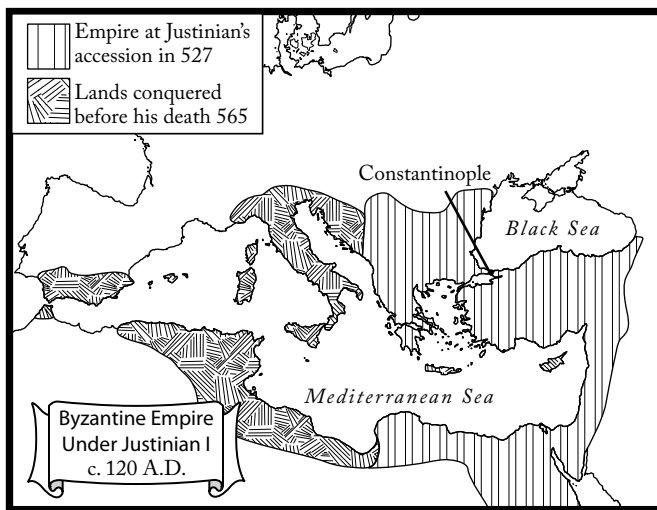 Empire at Justinian's
accession in 527
Lands conquered
before his death 565
Constantinople
Black Sea
Mediterranean Sea
Byzantine Empire
Under Justinian I
c. 120 A.D.